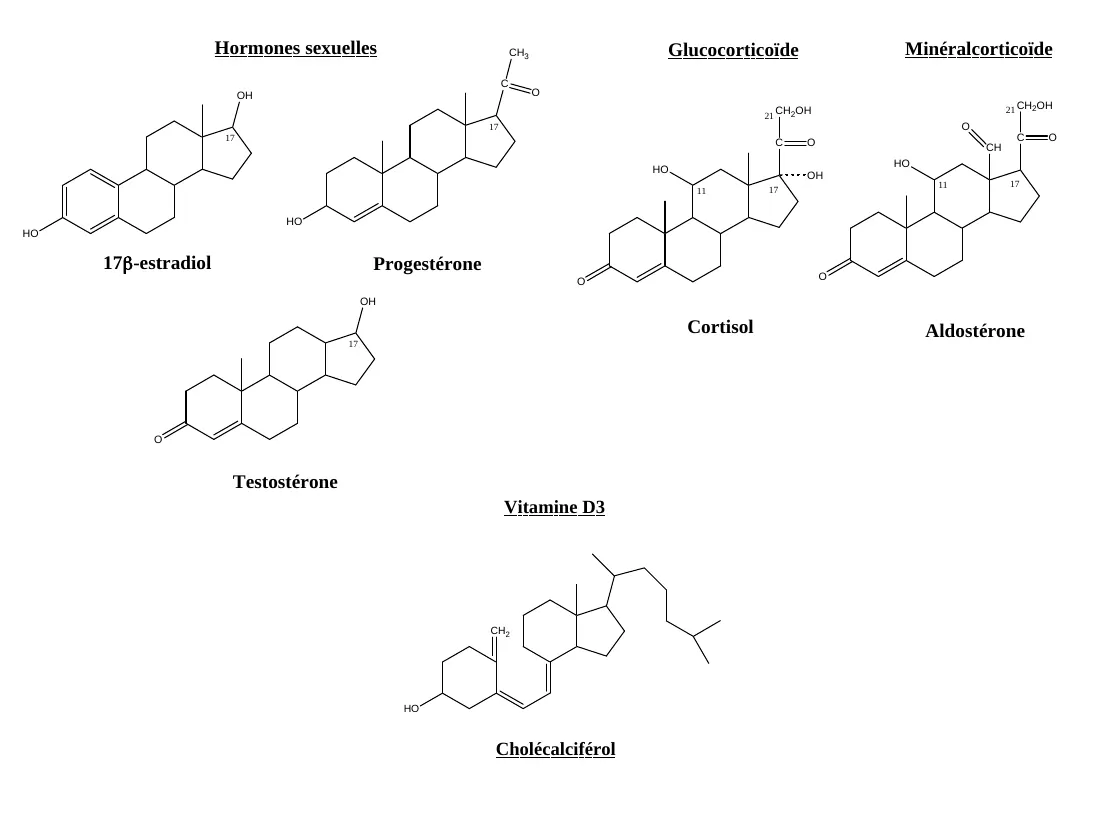 Hormones sexuelles
Glucocorticoïde
Minéralcorticoïde
CH3
C
O
OH
17
HO
17β-estradiol
17
HO
Progestérone
21 CH2OH
C
O
HO
11
17
OH
O
Cortisol
21 CH2OH
O
CH
C
O
HO
11
17
O
Aldostérone
OH
17
O
Testostérone
Vitamine D3
CH2
HO
Cholécalciférol